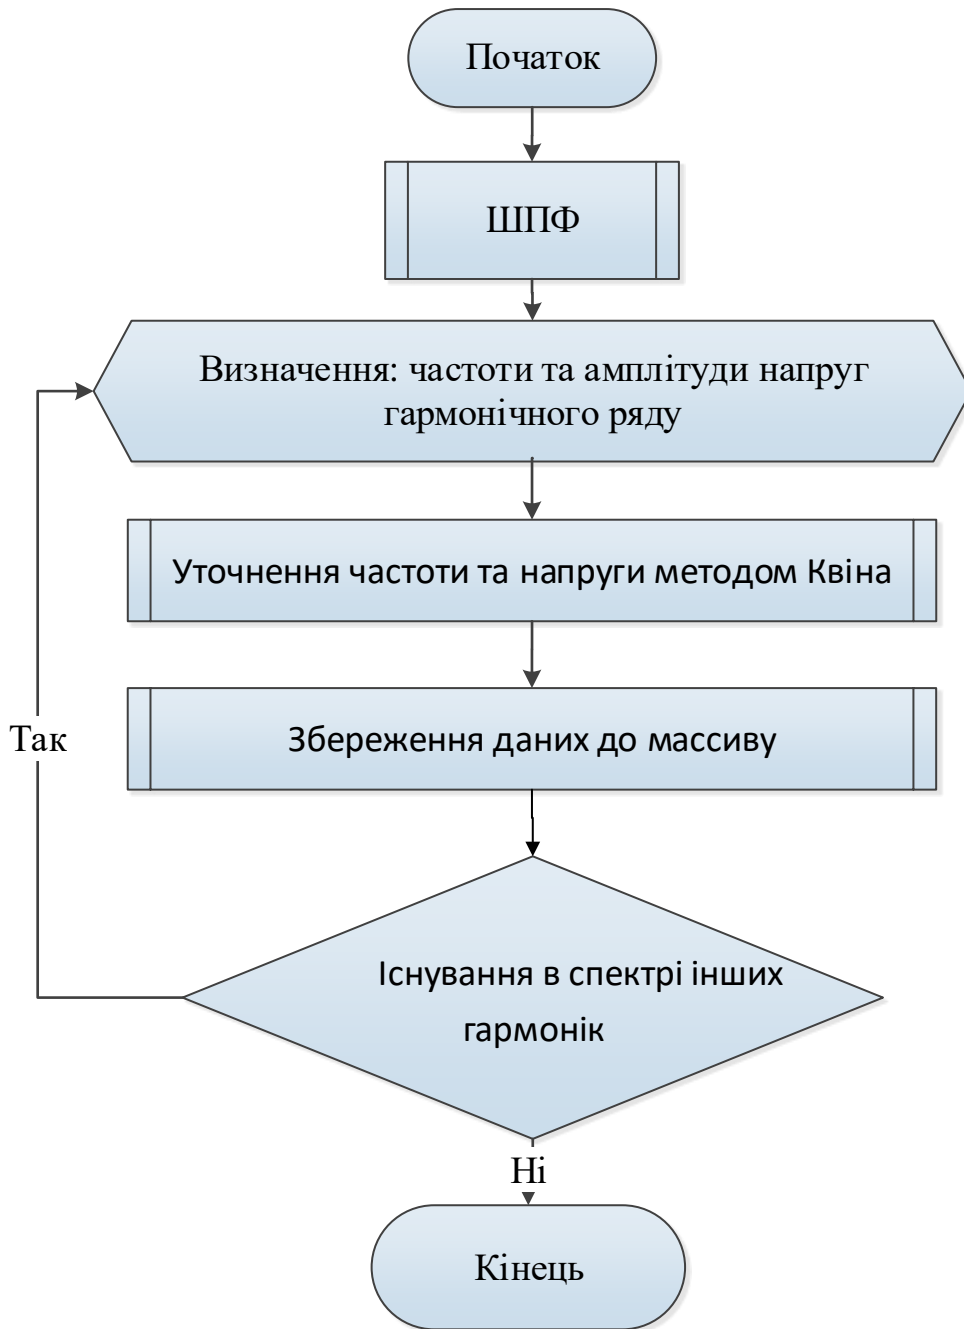 Початок
ШПФ
Визначення: частоти та амплітуди напруг
гармонічного ряду
Уточнення частоти та напруги методом Квіна
Збереження даних до массиву
Так
Існування в спектрі інших
гармонік
Ні
Кінець